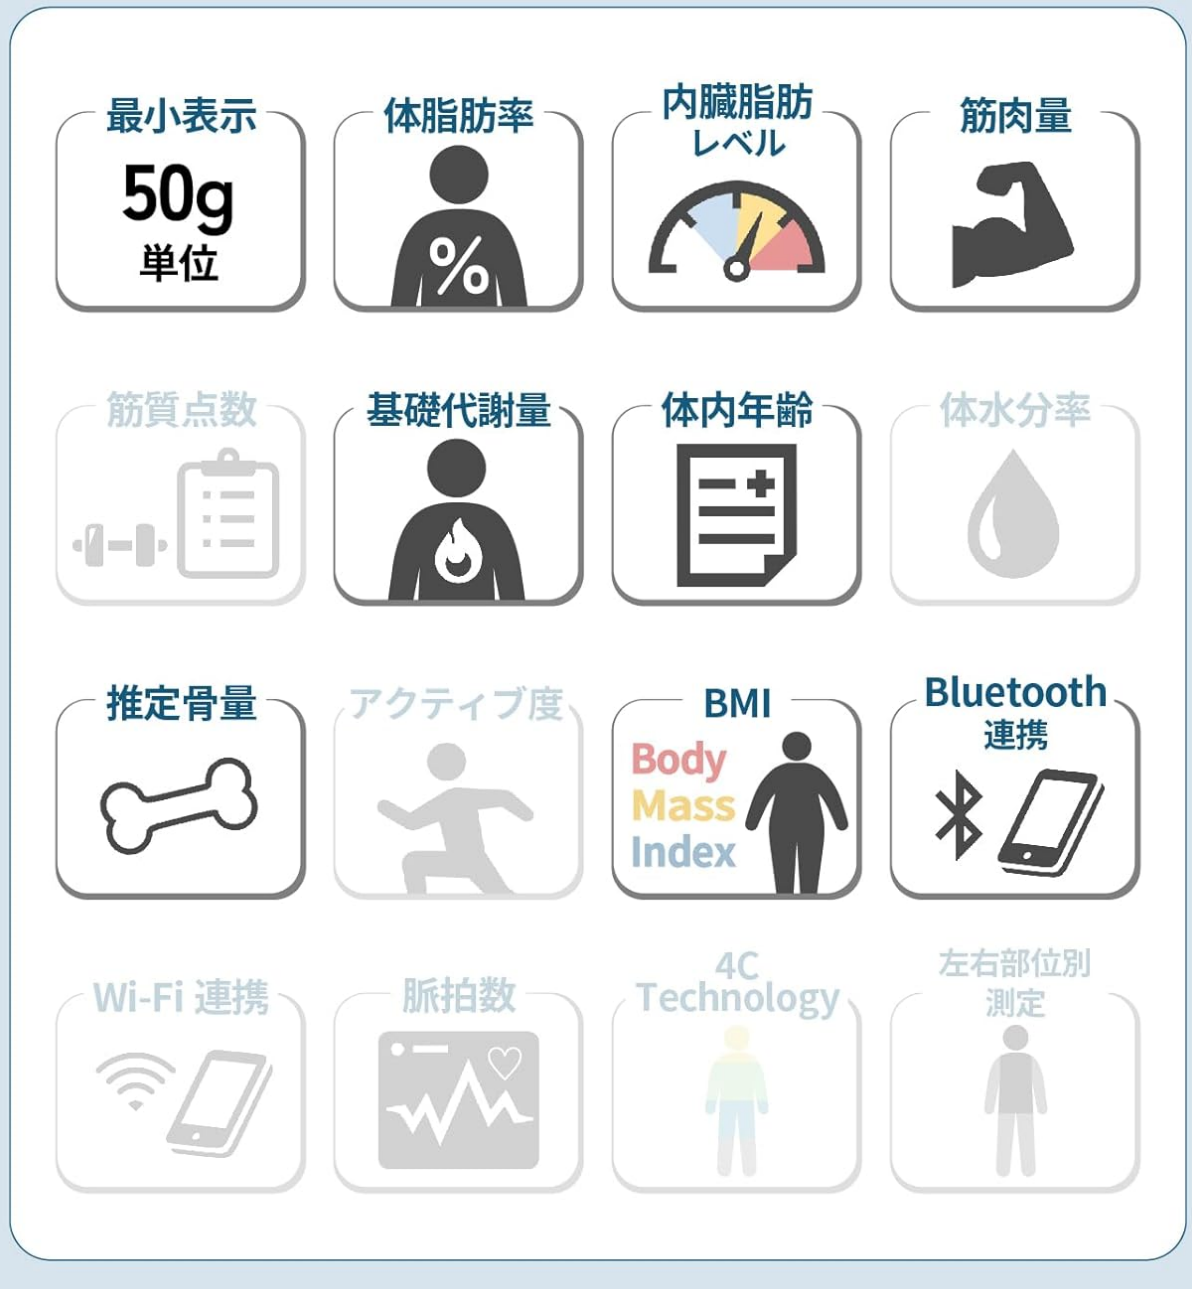 最小表示
50g
単位
体脂肪率
%
内臓脂肪
レベル
筋肉量
筋質点数
基礎代謝量
体内年齢
体水分率
推定骨量
アクティブ度
BMI
Body
Mass
Index
Bluetooth
連携
Wi-Fi 連携
脈拍数
4C
Technology
左右部位別
測定